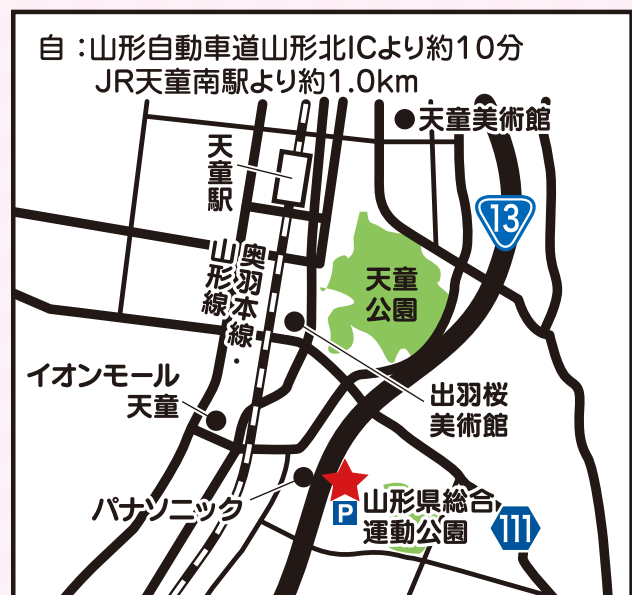 自：山形自動車道山形北ICより約10分
JR天童南駅より約1.0km
天童美術館
天童駅
13
奥羽本線・
山形線
天童
公園
イオンモール
天童
出羽桜
美術館
パナソニック
P
山形県総合
運動公園
111